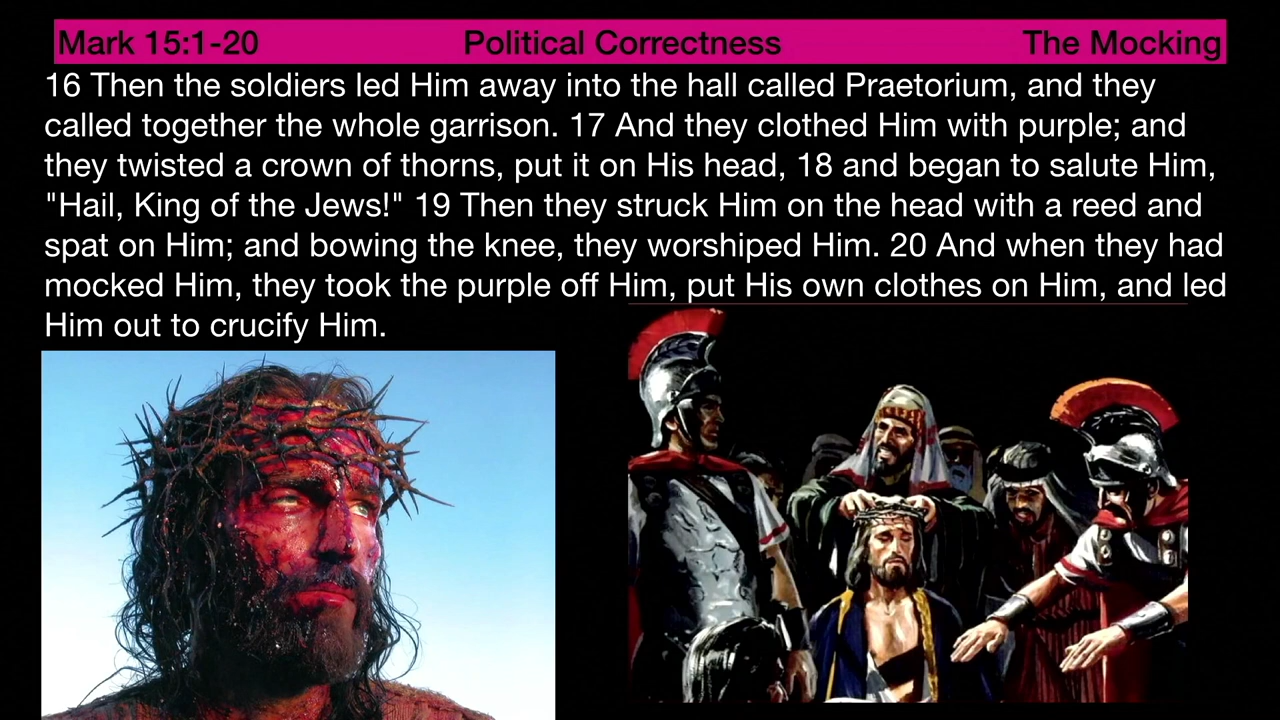 Mark 15:1-20 Political Correctness The Mocking
16 Then the soldiers led Him away into the hall called Praetorium, and they
called together the whole garrison. 17 And they clothed Him with purple; and
they twisted a crown of thorns, put it on His head, 18 and began to salute Him,
"Hail, King of the Jews!" 19 Then they struck Him on the head with a reed and
spat on Him; and bowing the knee, they worshiped Him. 20 And when they had
mocked Him, they took the purple off Him, put His own clothes on Him, and led
Him out to crucify Him.